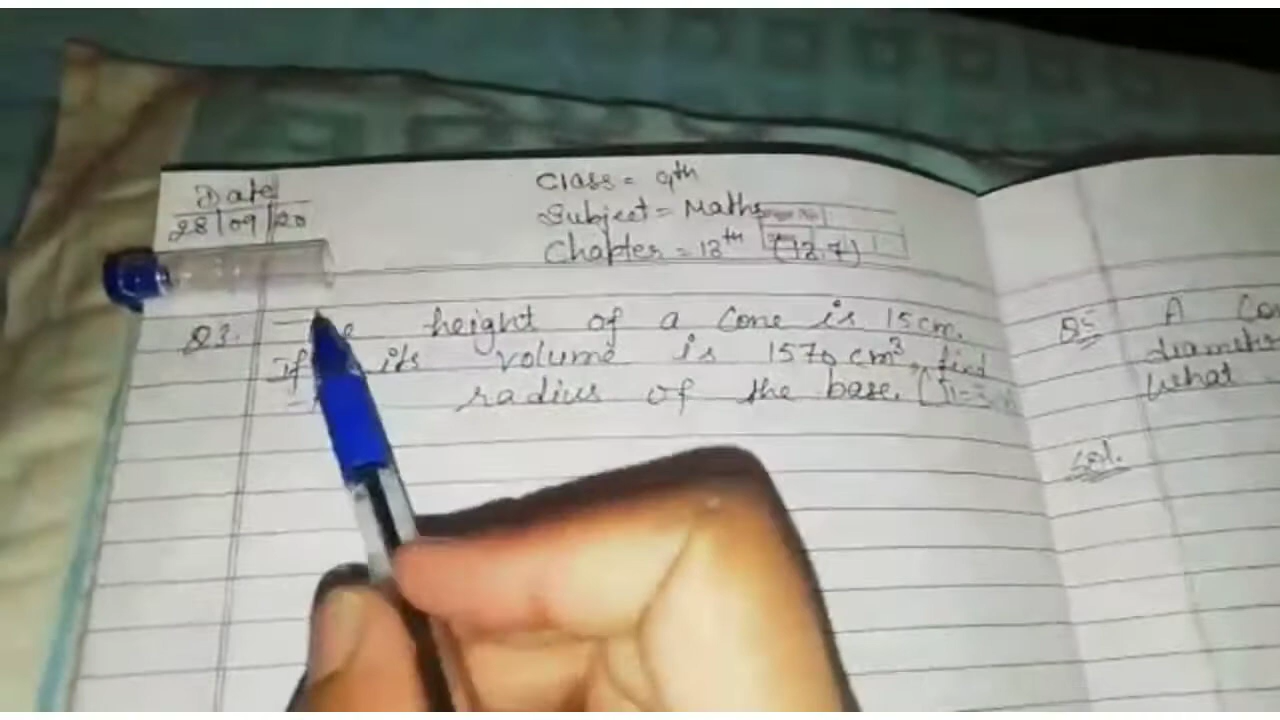 Date
28/09/20
Class = 9th
Subject = Maths
Chapter = 13th (13.7)
Q3. height of a Cone is 15cm.
If its volume is 1570 cm³, find
radius of the base. [π=3
Q5 A
diameter
what
Sol.